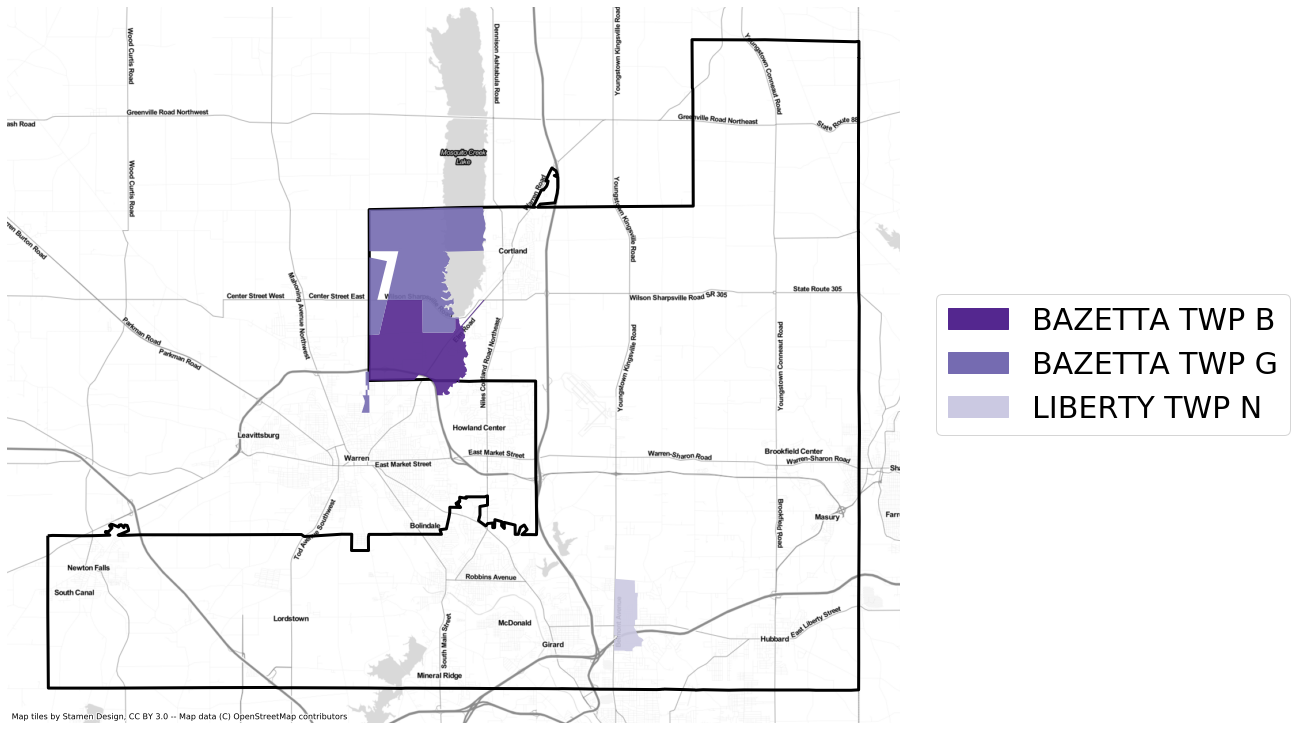 Wood Curtis Road
Dennison Ashtabula Road
Youngstown Kingsville Road
Youngstown Conneaut Road
Greenville Road Northwest
ash Road
Greenville Road Northeast
State Route 88
Mosquito Creek
Lake
Wood Curtis Road
Youngstown Kingsville Road
rren Burton Road
Cortland
Mahoning Avenue Northwest
Center Street West
Center Street East
Wilson Sharpsville Road
SR 305
State Route 305
Parkman Road
Parkman Road
Niles Cortland Road Northeast
Youngstown Kingsville Road
Youngstown Conneaut Road
Leavittsburg
Howland Center
Warren
East Market Street
East Market Street
Warren-Sharon Road
Brookfield Center
Warren-Sharon Road
Sha
Tod Avenue Southwest
Bolindale
Brookfield Road
Masury
Farr
Newton Falls
South Canal
Robbins Avenue
Lordstown
South Main Street
McDonald
Girard
Hubbard
East Liberty Street
Mineral Ridge
Map tiles by Stamen Design, CC BY 3.0 -- Map data (C) OpenStreetMap contributors
BAZETTA TWP B
BAZETTA TWP G
LIBERTY TWP N